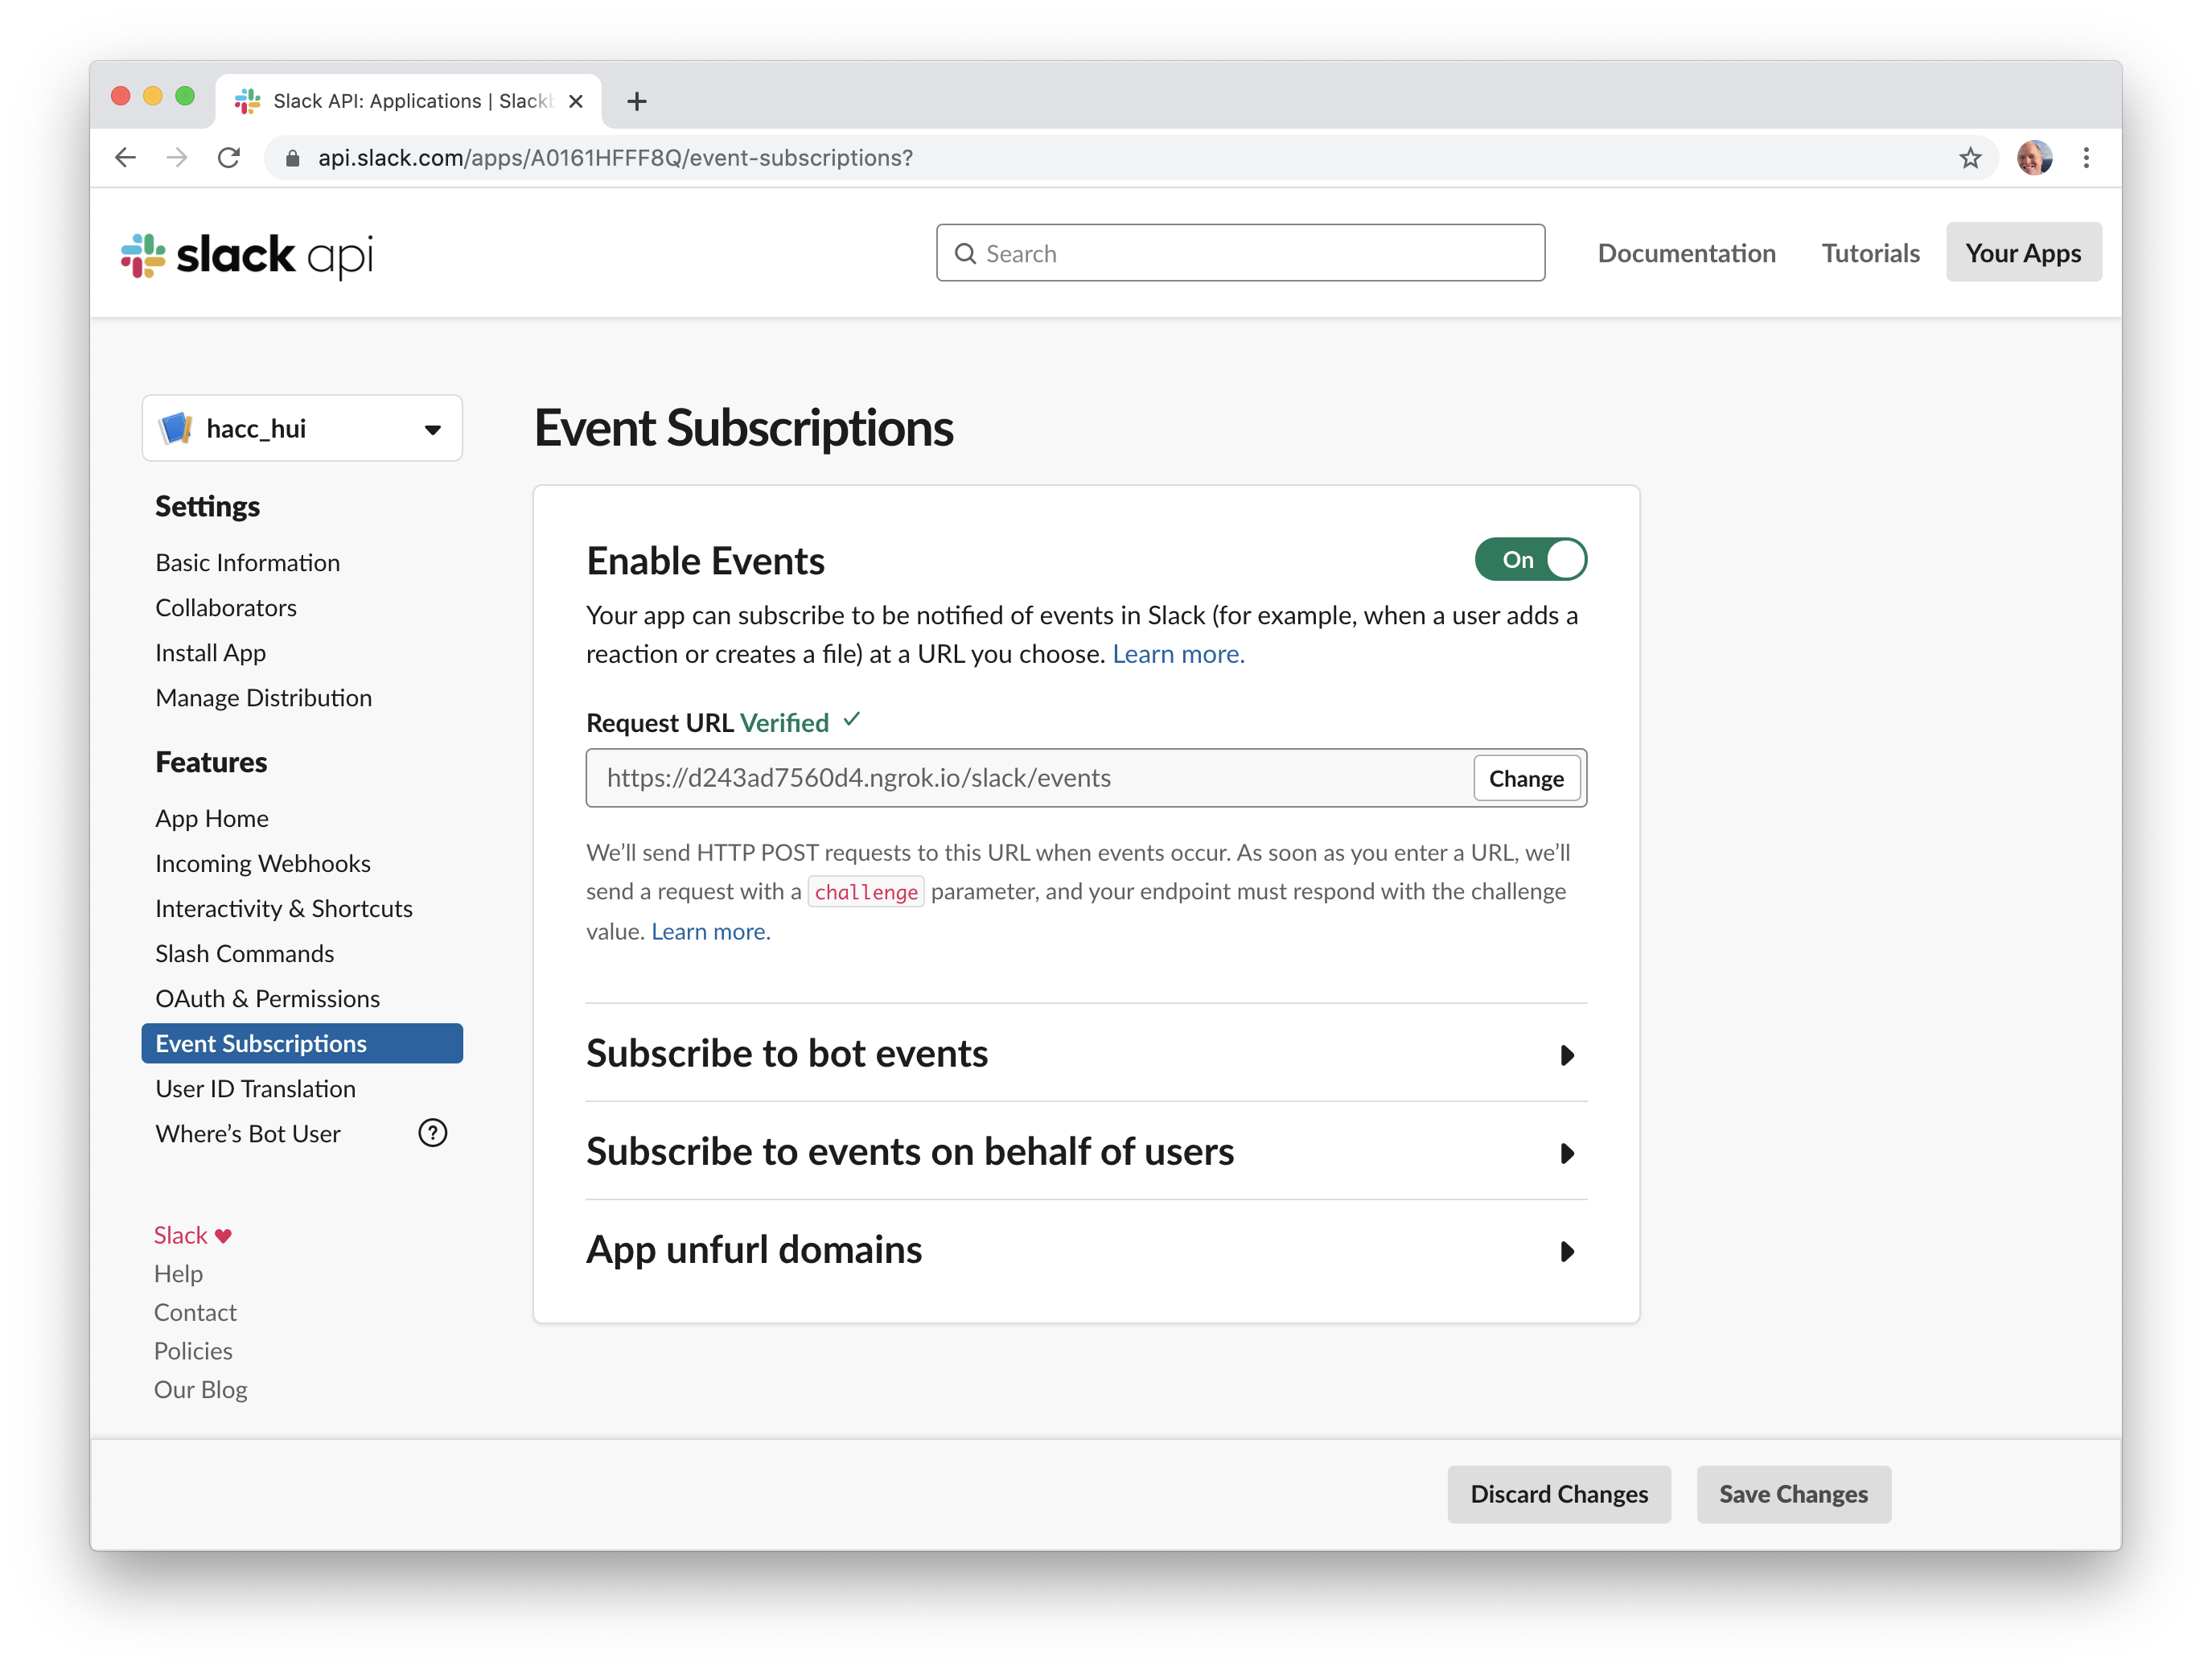 Slack API: Applications | Slack
api.slack.com/apps/A0161HFFF8Q/event-subscriptions?
slack api
Search
Documentation
Tutorials
Your Apps
hacc_hui
Settings
Basic Information
Collaborators
Install App
Manage Distribution
Features
App Home
Incoming Webhooks
Interactivity & Shortcuts
Slash Commands
OAuth & Permissions
Event Subscriptions
User ID Translation
Where’s Bot User
?
Slack ♥
Help
Contact
Policies
Our Blog
Event Subscriptions
Enable Events
On
Your app can subscribe to be notified of events in Slack (for example, when a user adds a
reaction or creates a file) at a URL you choose. Learn more.
Request URL Verified ✓
https://d243ad7560d4.ngrok.io/slack/events
Change
We’ll send HTTP POST requests to this URL when events occur. As soon as you enter a URL, we’ll
send a request with a challenge parameter, and your endpoint must respond with the challenge
value. Learn more.
Subscribe to bot events
Subscribe to events on behalf of users
App unfurl domains
Discard Changes
Save Changes